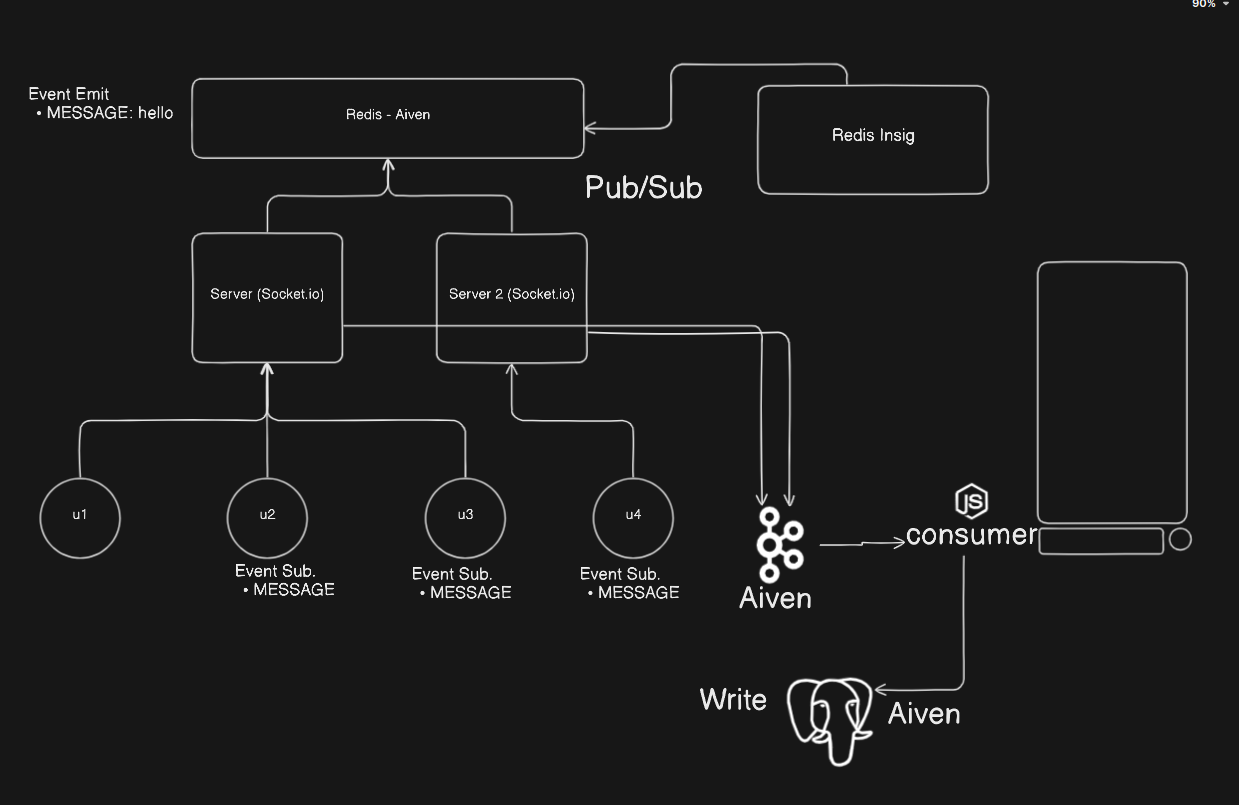 90%
Event Emit
• MESSAGE: hello
Redis - Aiven
Redis Insig
Pub/Sub
Server (Socket.io)
Server 2 (Socket.io)
u1
u2
u3
u4
Event Sub.
• MESSAGE
Event Sub.
• MESSAGE
Event Sub.
• MESSAGE
JS
consumer
Aiven
Write
Aiven